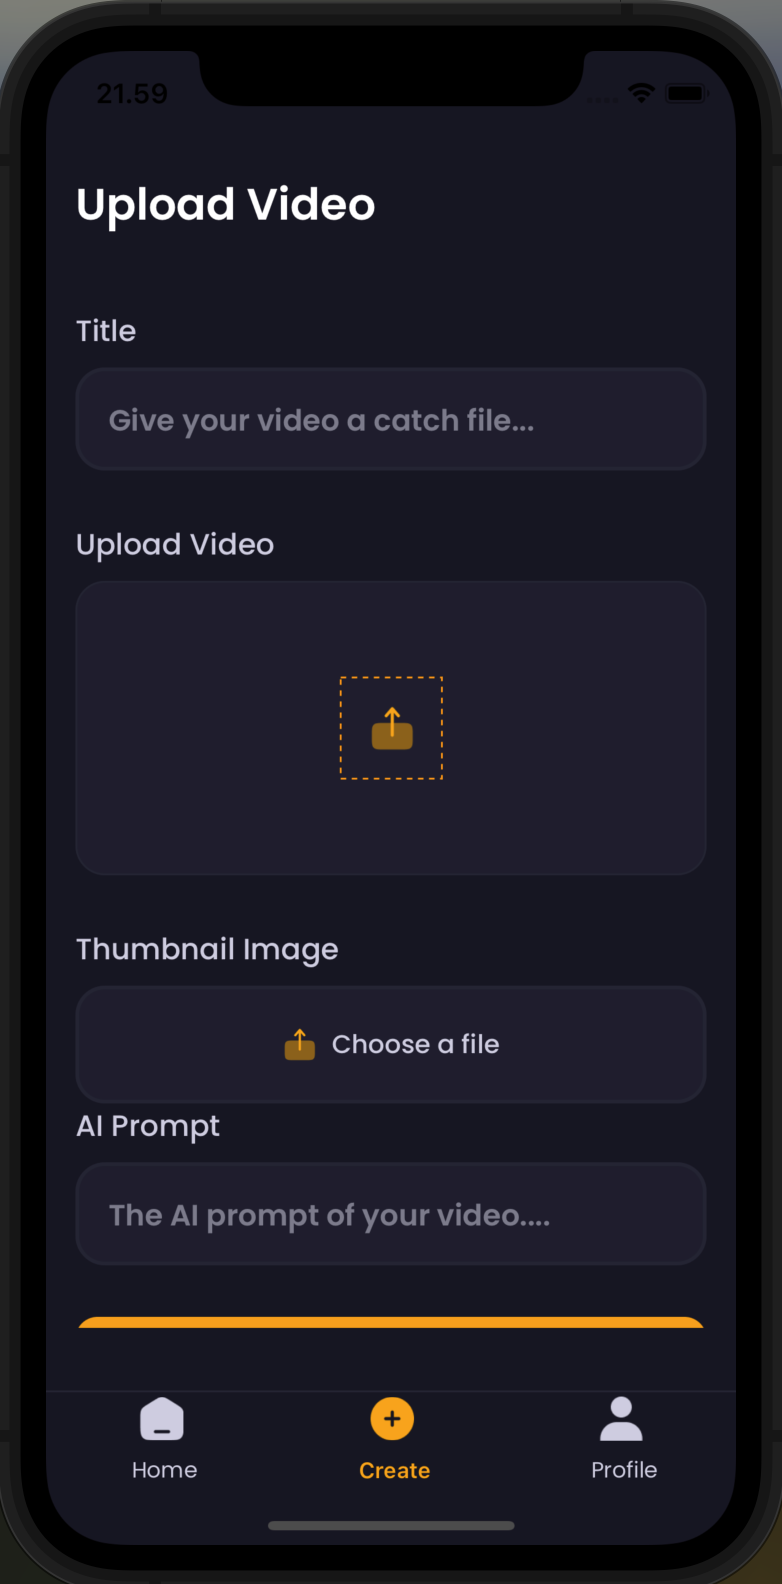 21.59
Upload Video
Title
Give your video a catch file...
Upload Video
Thumbnail Image
Choose a file
AI Prompt
The AI prompt of your video....
Home
Create
Profile